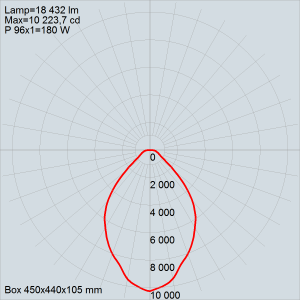 Lamp=18 432 lm
Max=10 223,7 cd
P 96x1=180 W
0
2 000
4 000
6 000
8 000
10 000
Box 450x440x105 mm